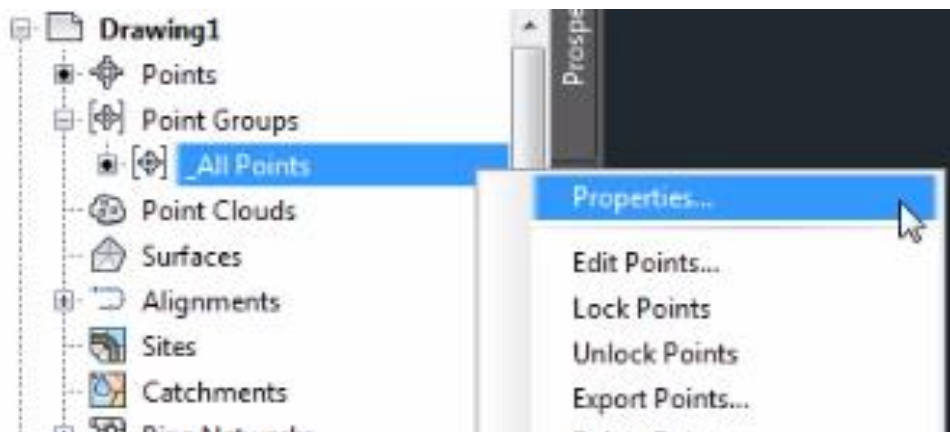 Drawing1
Points
Point Groups
_All Points
Point Clouds
Surfaces
Alignments
Sites
Catchments
Properties...
Edit Points...
Lock Points
Unlock Points
Export Points...